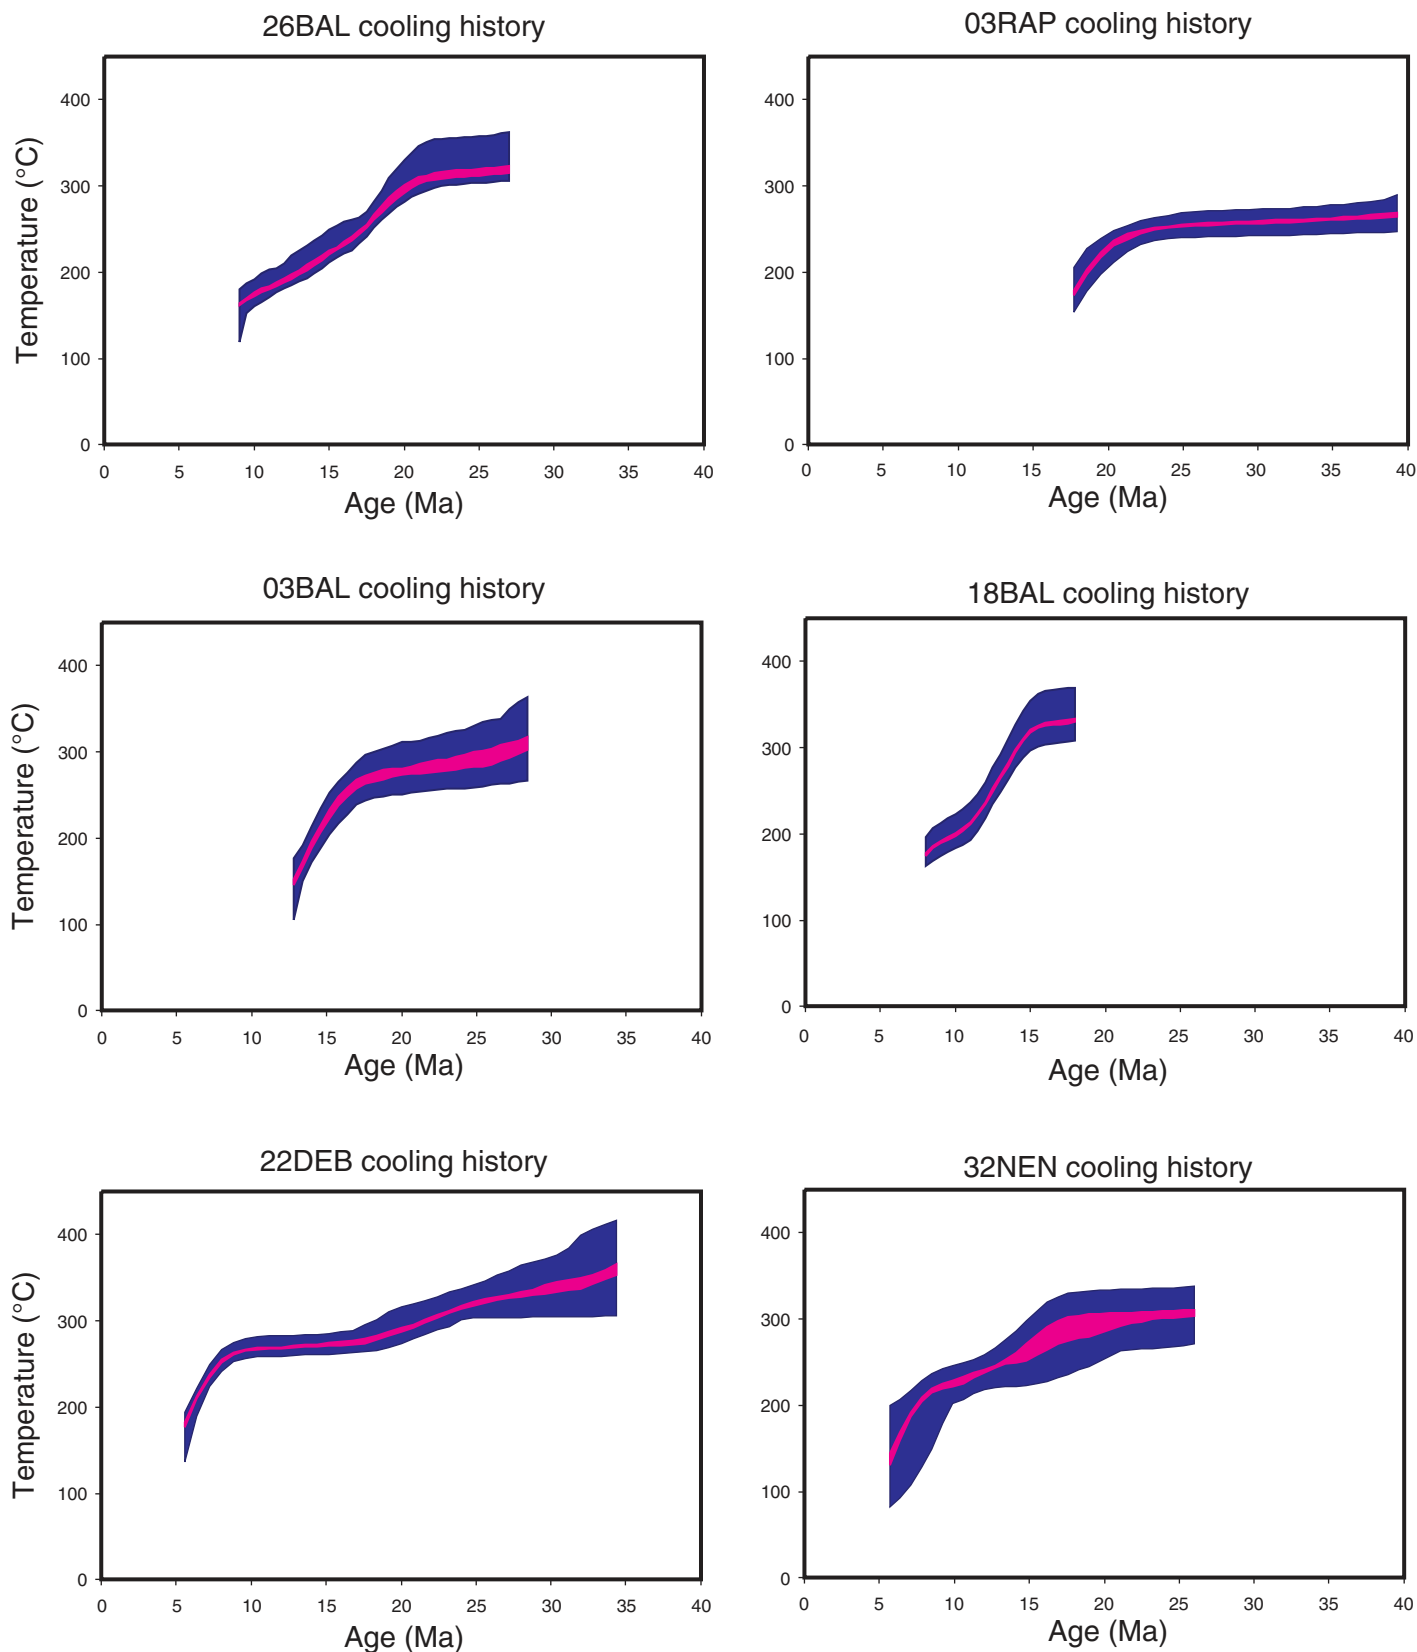 26BAL cooling history
Temperature (°C)
400
300
200
100
0
0 5 10 15 20 25 30 35 40
Age (Ma)
03RAP cooling history
400
300
200
100
0
0 5 10 15 20 25 30 35 40
Age (Ma)
03BAL cooling history
Temperature (°C)
400
300
200
100
0
0 5 10 15 20 25 30 35 40
Age (Ma)
18BAL cooling history
400
300
200
100
0
0 5 10 15 20 25 30 35 40
Age (Ma)
22DEB cooling history
Temperature (°C)
400
300
200
100
0
0 5 10 15 20 25 30 35 40
Age (Ma)
32NEN cooling history
400
300
200
100
0
0 5 10 15 20 25 30 35 40
Age (Ma)